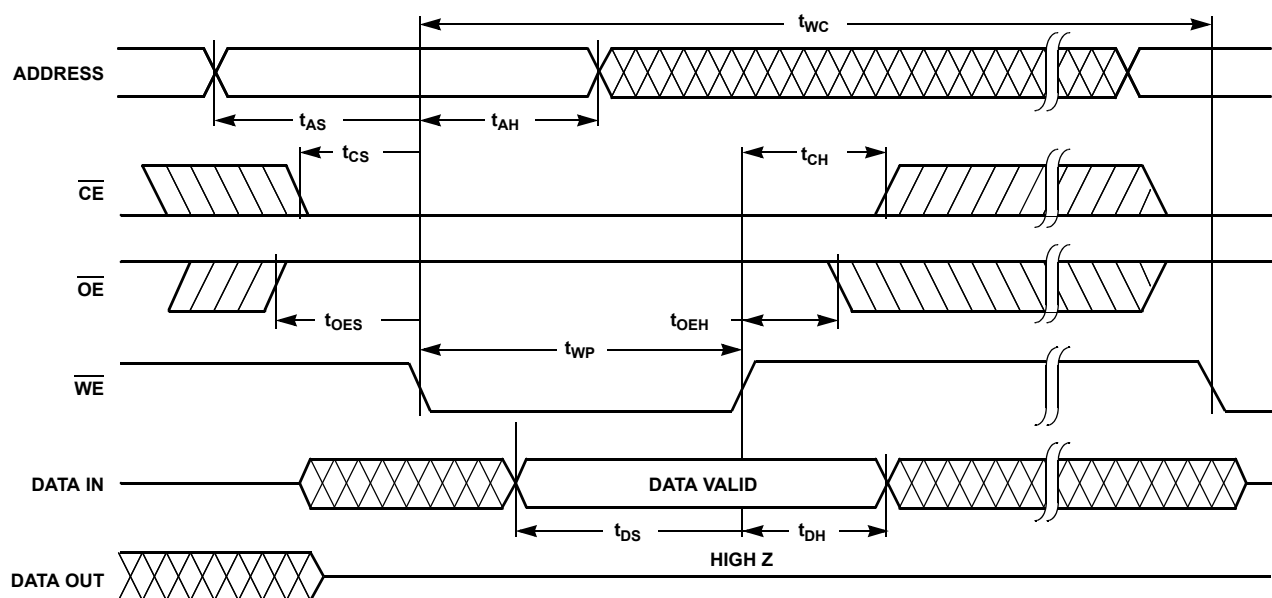 tWC
ADDRESS
tAS
tAH
tCS
tCH
CE
OE
tOES
tOEH
tWP
WE
DATA IN
DATA VALID
tDS
tDH
HIGH Z
DATA OUT